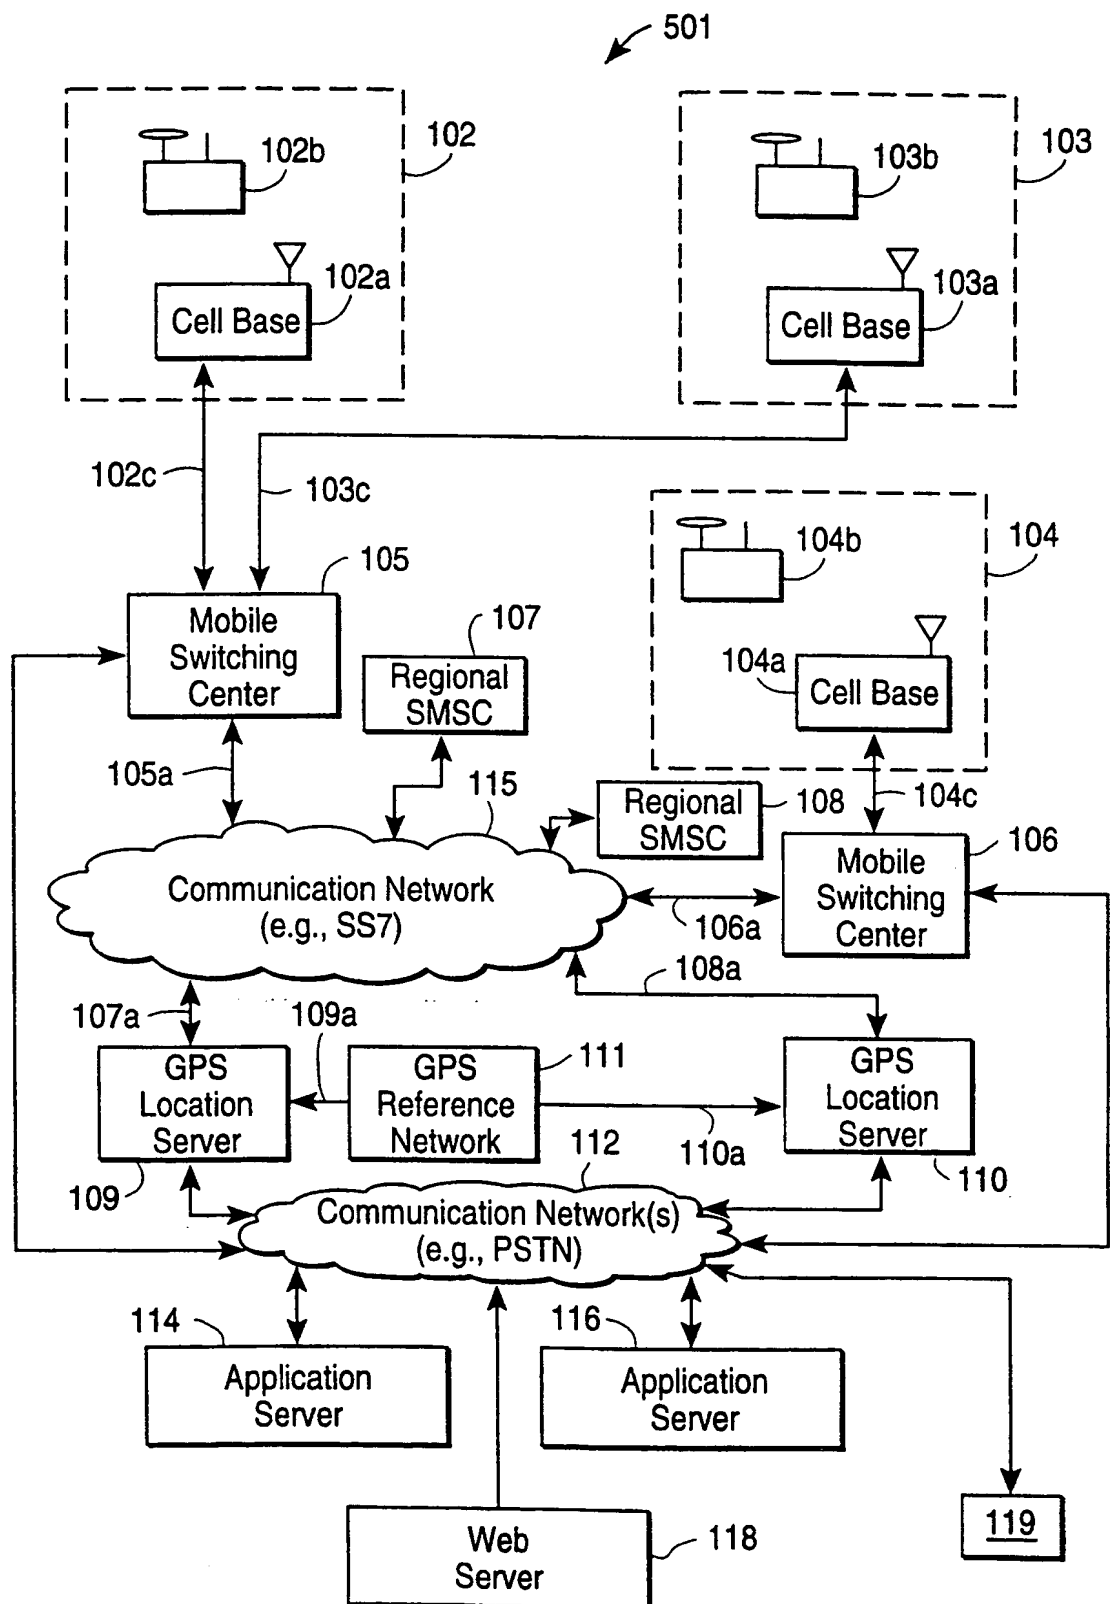 501
102b
102
103b
103
102a
Cell Base
103a
Cell Base
102c
103c
104b
104
105
Mobile
Switching
Center
107
Regional
SMSC
104a
Cell Base
105a
115
Regional
SMSC
108
104c
106
Mobile
Switching
Center
Communication Network
(e.g., SS7)
106a
108a
107a
109a
111
GPS
Location
Server
GPS
Reference
Network
GPS
Location
Server
110a
109
112
110
Communication Network(s)
(e.g., PSTN)
114
116
Application
Server
Application
Server
119
Web
Server
118